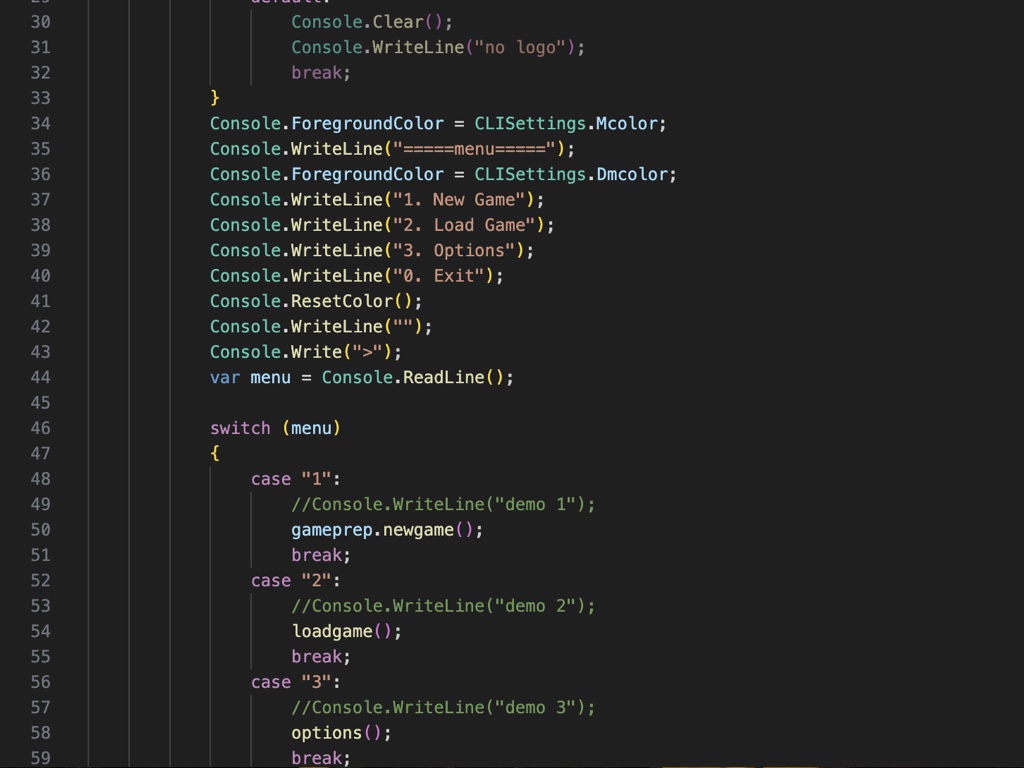 29 default:
30 Console.Clear();
31 Console.WriteLine("no logo");
32 break;
33 }
34 Console.ForegroundColor = CLISettings.Mcolor;
35 Console.WriteLine("=====menu=====");
36 Console.ForegroundColor = CLISettings.Dmcolor;
37 Console.WriteLine("1. New Game");
38 Console.WriteLine("2. Load Game");
39 Console.WriteLine("3. Options");
40 Console.WriteLine("0. Exit");
41 Console.ResetColor();
42 Console.WriteLine("");
43 Console.Write(">");
44 var menu = Console.ReadLine();
45
46 switch (menu)
47 {
48 case "1":
49 //Console.WriteLine("demo 1");
50 gameprep.newgame();
51 break;
52 case "2":
53 //Console.WriteLine("demo 2");
54 loadgame();
55 break;
56 case "3":
57 //Console.WriteLine("demo 3");
58 options();
59 break;